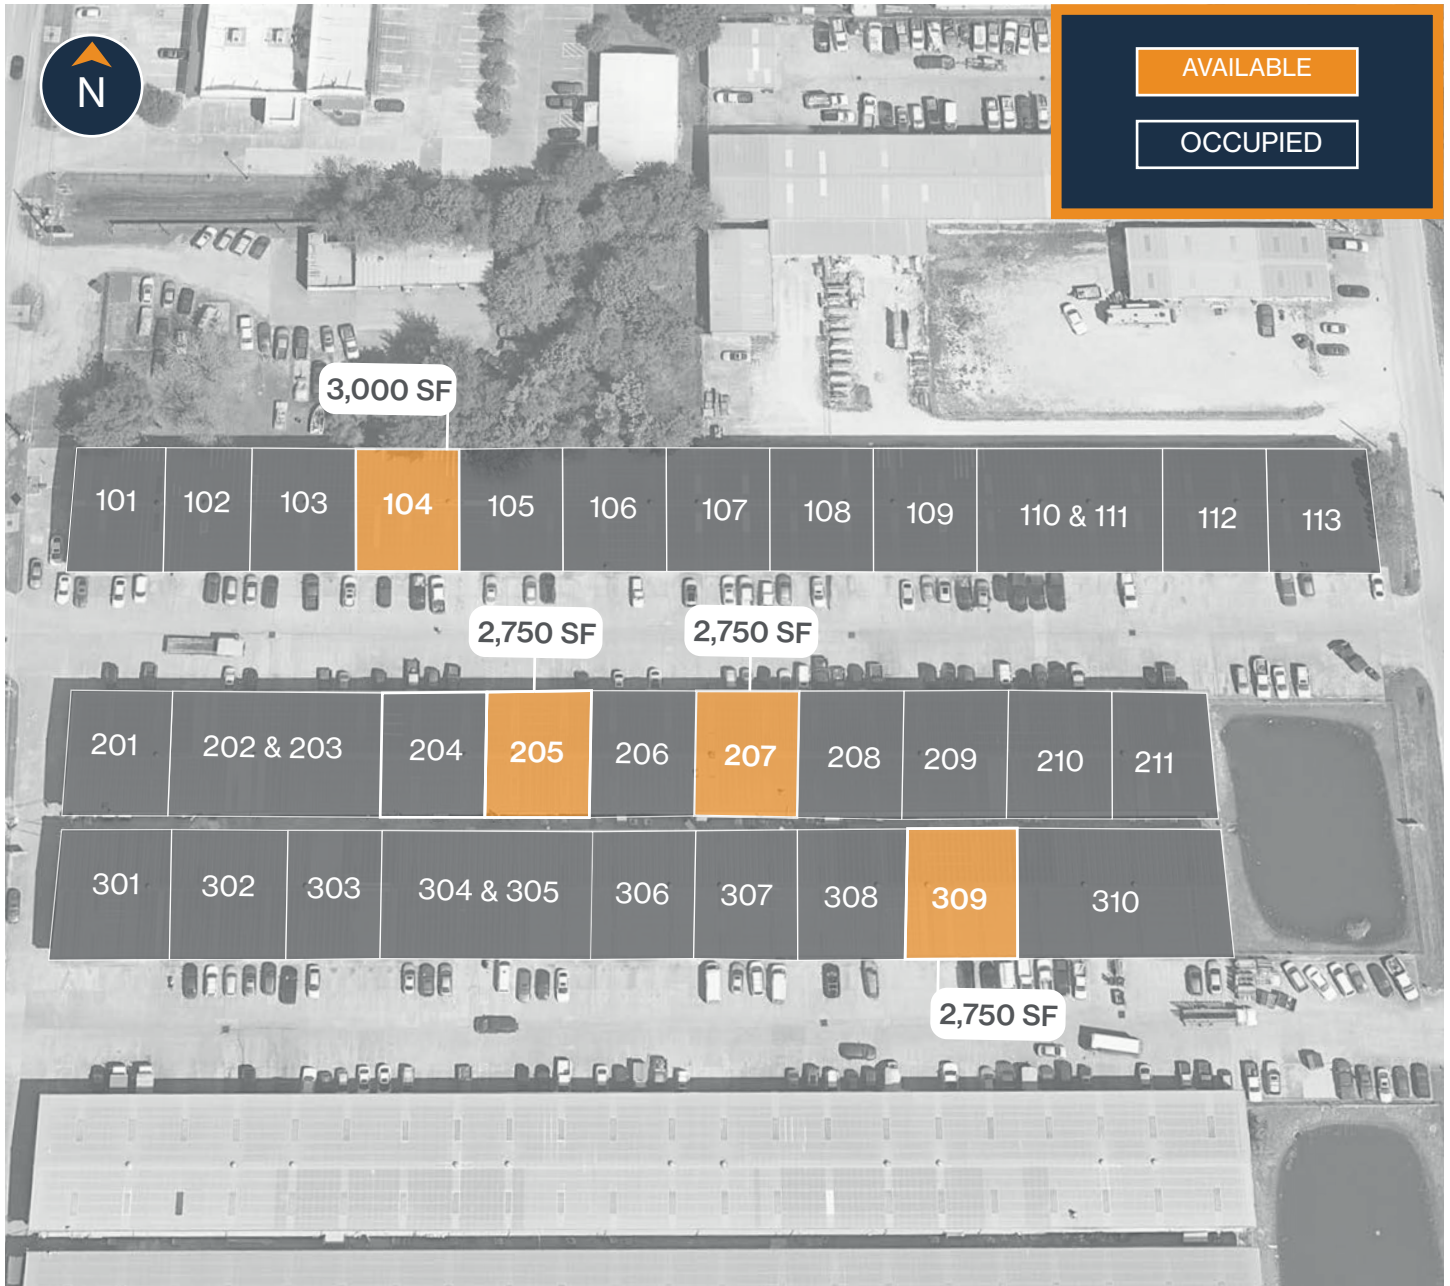 N
AVAILABLE
OCCUPIED
3,000 SF
101 102 103 104 105 106 107 108 109 110 & 111 112 113
2,750 SF 2,750 SF
201 202 & 203 204 205 206 207 208 209 210 211
301 302 303 304 & 305 306 307 308 309 310
2,750 SF